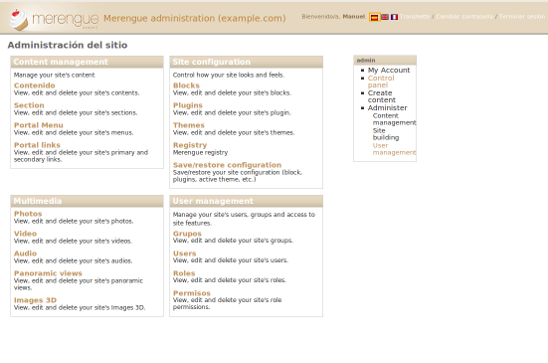 merengue Merengue administration (example.com)
Bienvenido/a, Manuel
/ Cambiar contraseña / Terminar sesión
Administración del sitio
Content management
Manage your site's content
Contenido
View, edit and delete your site's contents.
Section
View, edit and delete your site's sections.
Portal Menu
View, edit and delete your site's menus.
Portal links
View, edit and delete your site's primary and
secondary links.
Site configuration
Control how your site looks and feels.
Blocks
View, edit and delete your site's blocks.
Plugins
View, edit and delete your site's plugin.
Themes
View, edit and delete your site's themes.
Registry
Merengue registry
Save/restore configuration
Save/restore your site configuration (block,
plugins, active theme, etc.)
Multimedia
Photos
View, edit and delete your site's photos.
Video
View, edit and delete your site's videos.
Audio
View, edit and delete your site's audios.
Panoramic views
View, edit and delete your site's panoramic
views.
Images 3D
View, edit and delete your site's Images 3D.
User management
Manage your site's users, groups and access to
site features.
Grupos
View, edit and delete your site's groups.
Users
View, edit and delete your site's users.
Roles
View, edit and delete your site's roles.
Permisos
View, edit and delete your site's role
permissions.
admin
My Account
Control
panel
Create
content
Administer
Content
management
Site
building
User
management